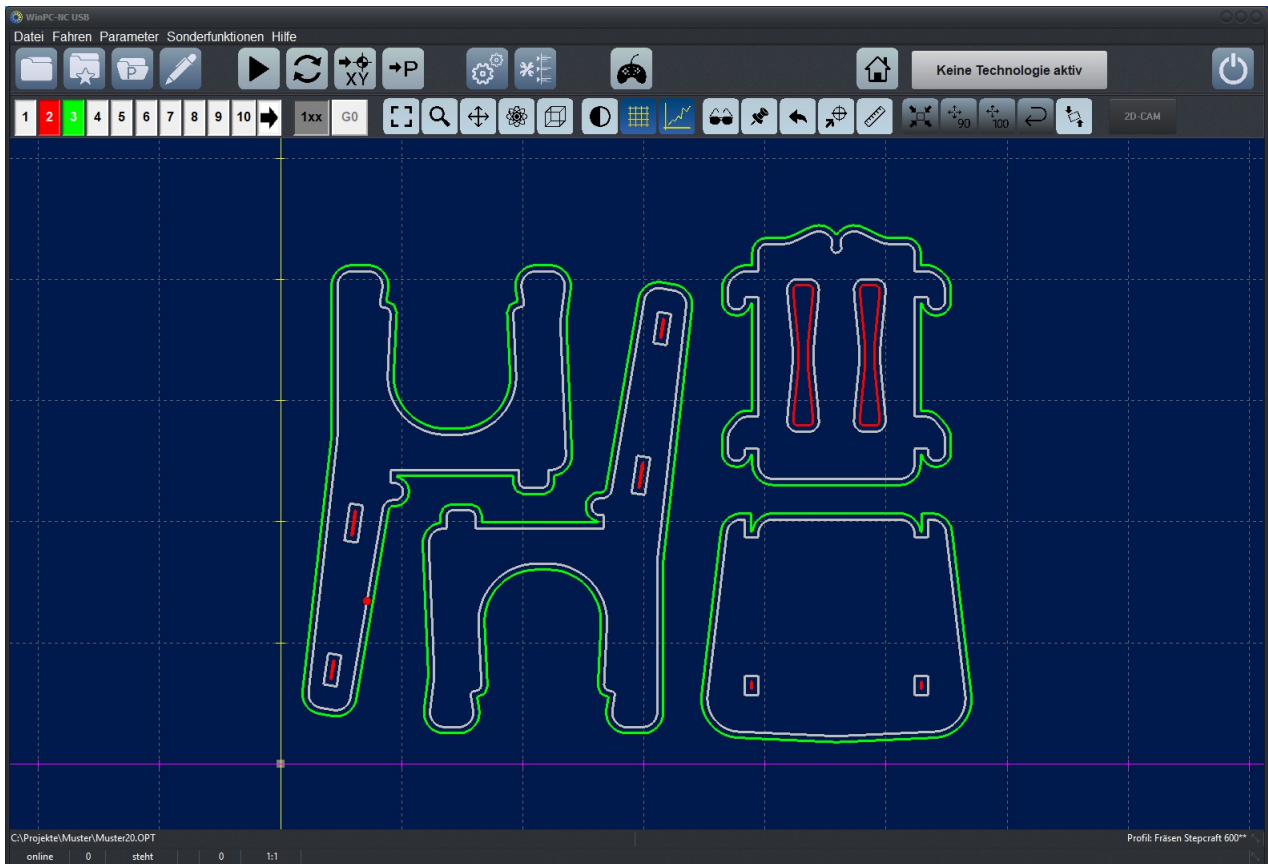 WinPC-NC USB
Datei Fahren Parameter Sonderfunktionen Hilfe
P
XY
P
Keine Technologie aktiv
1 2 3 4 5 6 7 8 9 10 1xx G0 90 100 2D-CAM
C:\Projekte\Muster\Muster20.OPT Profil: Fräsen Stepcraft 600**
online 0 steht 0 1:1